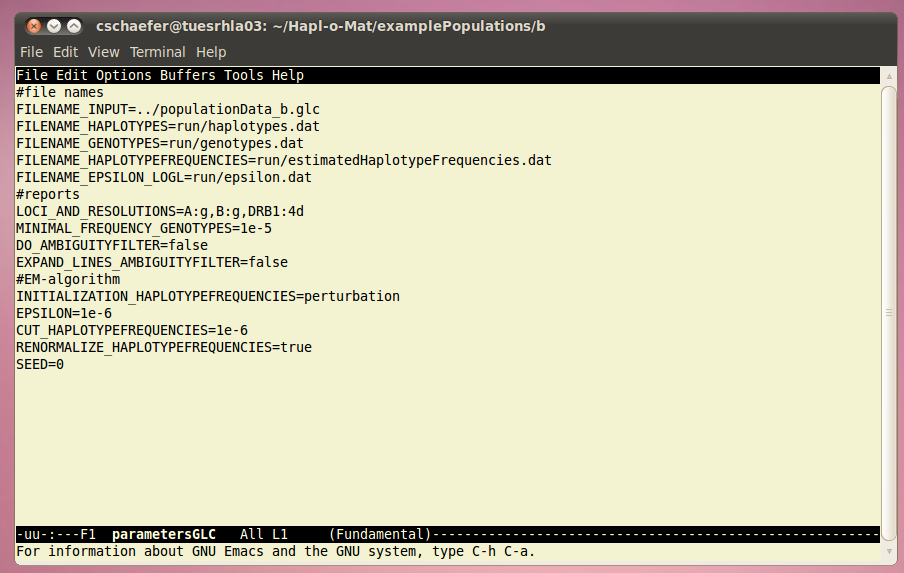 cschaefer@tuesrhla03: ~/Hapl-o-Mat/examplePopulations/b
File Edit View Terminal Help
File Edit Options Buffers Tools Help
#file names
FILENAME_INPUT=../populationData_b.glc
FILENAME_HAPLOTYPES=run/haplotypes.dat
FILENAME_GENOTYPES=run/genotypes.dat
FILENAME_HAPLOTYPEFREQUENCIES=run/estimatedHaplotypeFrequencies.dat
FILENAME_EPSILON_LOGL=run/epsilon.dat
#reports
LOCI_AND_RESOLUTIONS=A:g,B:g,DRB1:4d
MINIMAL_FREQUENCY_GENOTYPES=1e-5
DO_AMBIGUITYFILTER=false
EXPAND_LINES_AMBIGUITYFILTER=false
#EM-algorithm
INITIALIZATION_HAPLOTYPEFREQUENCIES=perturbation
EPSILON=1e-6
CUT_HAPLOTYPEFREQUENCIES=1e-6
RENORMALIZE_HAPLOTYPEFREQUENCIES=true
SEED=0
-uu-:---F1  parametersGLC   All L1     (Fundamental)--------------------------------------------------------
For information about GNU Emacs and the GNU system, type C-h C-a.